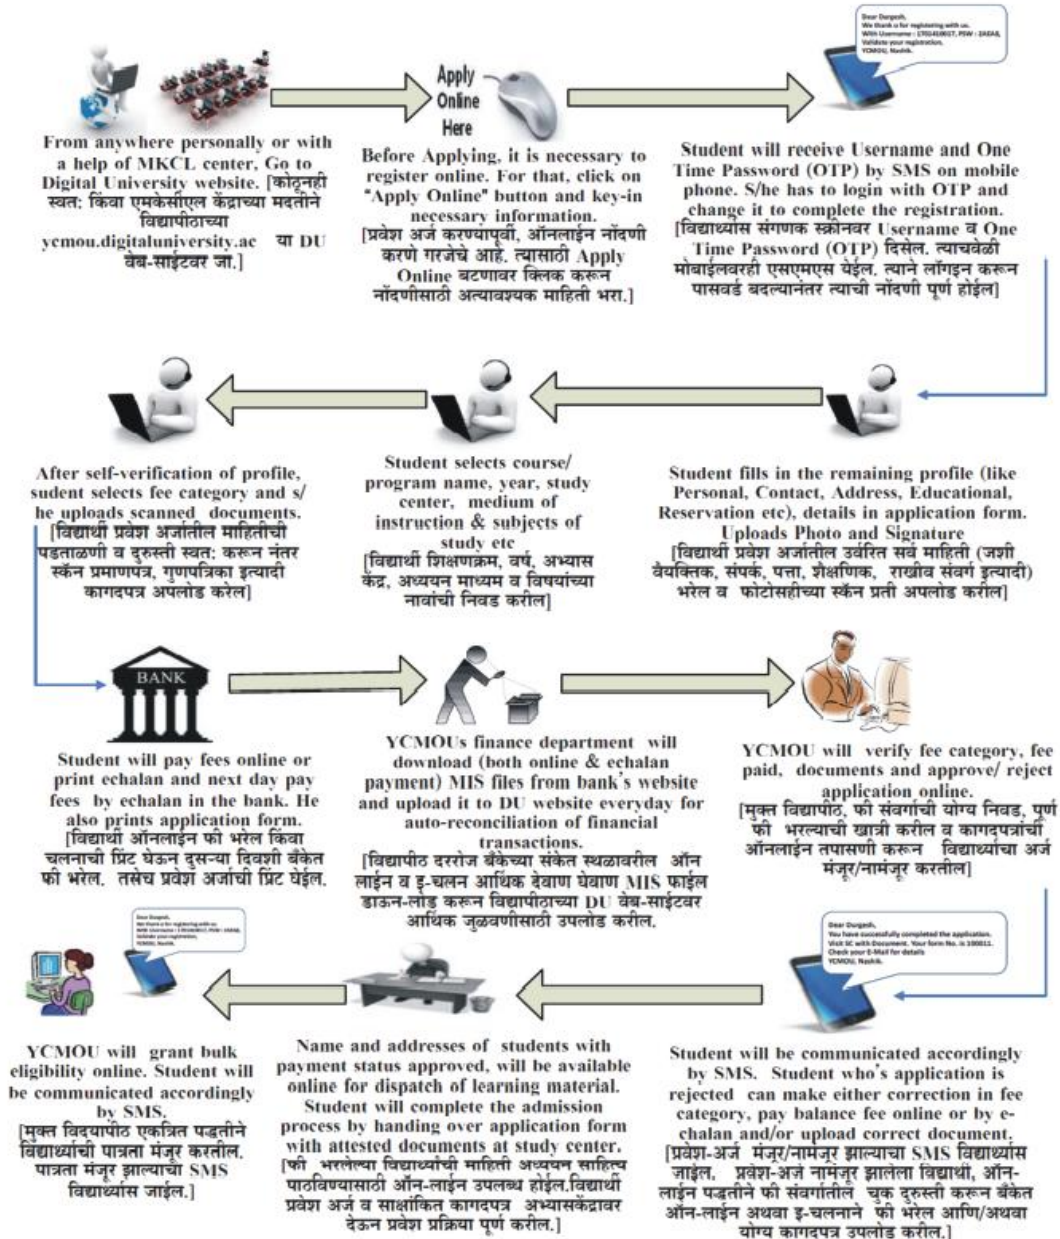 Dear Durgesh,
We thank u for registering with us.
With Username : 1701410017, PSW : 2AEA8,
Validate your registration,
YCMOU, Nashik.
Apply
Online
Here
From anywhere personally or with
a help of MKCL center, Go to
Digital University website. [कोठूनही
स्वत: किंवा एमकेसीएल केंद्राच्या मदतीने
विद्यापीठाच्या
ycmou.digitaluniversity.ac या DU
वेब-साईटवर जा.]
Before Applying, it is necessary to
register online. For that, click on
"Apply Online" button and key-in
necessary information.
[प्रवेश अर्ज करण्यापूर्वी, ऑनलाईन नोंदणी
करणे गरजेचे आहे. त्यासाठी Apply
Online बटणावर क्लिक करून
नोंदणीसाठी अत्यावश्यक माहिती भरा.]
Student will receive Username and One
Time Password (OTP) by SMS on mobile
phone. S/he has to login with OTP and
change it to complete the registration.
[विद्यार्थ्यास संगणक स्क्रीनवर Username व One
Time Password (OTP) दिसेल. त्याचवेळी
मोबाईलवरही एसएमएस येईल. त्याने लॉगइन करून
पासवर्ड बदल्यानंतर त्याची नोंदणी पूर्ण होईल]
After self-verification of profile,
sudent selects fee category and s/
he uploads scanned documents.
[विद्यार्थी प्रवेश अर्जातील माहितीची
पडताळणी व दुरुस्ती स्वत: करून नंतर
स्कॅन प्रमाणपत्र, गुणपत्रिका इत्यादी
कागदपत्र अपलोड करेल]
Student selects course/
program name, year, study
center, medium of
instruction & subjects of
study etc
[विद्यार्थी शिक्षणक्रम, वर्ष, अभ्यास
केंद्र, अध्ययन माध्यम व विषयांच्या
नावांची निवड करील]
Student fills in the remaining profile (like
Personal, Contact, Address, Educational,
Reservation etc), details in application form.
Uploads Photo and Signature
[विद्यार्थी प्रवेश अर्जातील उर्वरित सर्व माहिती (जशी
वैयक्तिक, संपर्क, पत्ता, शैक्षणिक, राखीव संवर्ग इत्यादी)
भरेल व फोटोसहीच्या स्कॅन प्रती अपलोड करील]
BANK
Student will pay fees online or
print echalan and next day pay
fees by echalan in the bank. He
also prints application form.
[विद्यार्थी ऑनलाईन फी भरेल किंवा
चलनाची प्रिंट घेऊन दुसऱ्या दिवशी बँकेत
फी भरेल. तसेच प्रवेश अर्जाची प्रिंट घेईल.
YCMOUs finance department will
download (both online & echalan
payment) MIS files from bank's website
and upload it to DU website everyday for
auto-reconciliation of financial
transactions.
[विद्यापीठ दररोज बँकेच्या संकेत स्थळावरील ऑन
लाईन व इ-चलन आर्थिक देवाण घेवाण MIS फाईल
डाऊन-लोड करून विद्यापीठाच्या DU वेब-साईटवर
आर्थिक जुळवणीसाठी उपलोड करील.
YCMOU will verify fee category, fee
paid, documents and approve/ reject
application online.
[मुक्त विद्यापीठ, फी संवर्गाची योग्य निवड, पूर्ण
फी भरल्याची खात्री करील व कागदपत्रांची
ऑनलाईन तपासणी करून विद्यार्थ्याचा अर्ज
मंजूर/नामंजूर करतील]
Dear Durgesh,
We thank u for registering with us.
With Username : 1701410017, PSW : 2AEA8,
Validate your registration,
YCMOU, Nashik.
Dear Durgesh,
You have successfully completed the application.
Visit SC with Document. Your form No. is 100011.
Check your E-Mail for details
YCMOU, Nashik.
YCMOU will grant bulk
eligibility online. Student will
be communicated accordingly
by SMS.
[मुक्त विदयापीठ एकत्रित पद्धतीने
विद्यार्थ्याची पात्रता मंजूर करतील.
पात्रता मंजूर झाल्याचा SMS
विद्यार्थ्यास जाईल.]
Name and addresses of students with
payment status approved, will be available
online for dispatch of learning material.
Student will complete the admission
process by handing over application form
with attested documents at study center.
[फी भरलेल्या विद्यार्थ्याची माहिती अध्ययन साहित्य
पाठविण्यासाठी ऑन-लाईन उपलब्ध होईल.विद्यार्थी
प्रवेश अर्ज व साक्षांकित कागदपत्र अभ्यासकेंद्रावर
देऊन प्रवेश प्रक्रिया पूर्ण करील.]
Student will be communicated accordingly
by SMS. Student who's application is
rejected can make either correction in fee
category, pay balance fee online or by e-
chalan and/or upload correct document.
[प्रवेश-अर्ज मंजूर/नामंजूर झाल्याचा SMS विद्यार्थ्यास
जाईल. प्रवेश-अर्ज नामंजूर झालेला विद्यार्थी, ऑन-
लाईन पद्धतीने फी संवर्गातील चुक दुरुस्ती करून बँकेत
ऑन-लाईन अथवा इ-चलनाने फी भरेल आणि/अथवा
योग्य कागदपत्र उपलोड करील.]